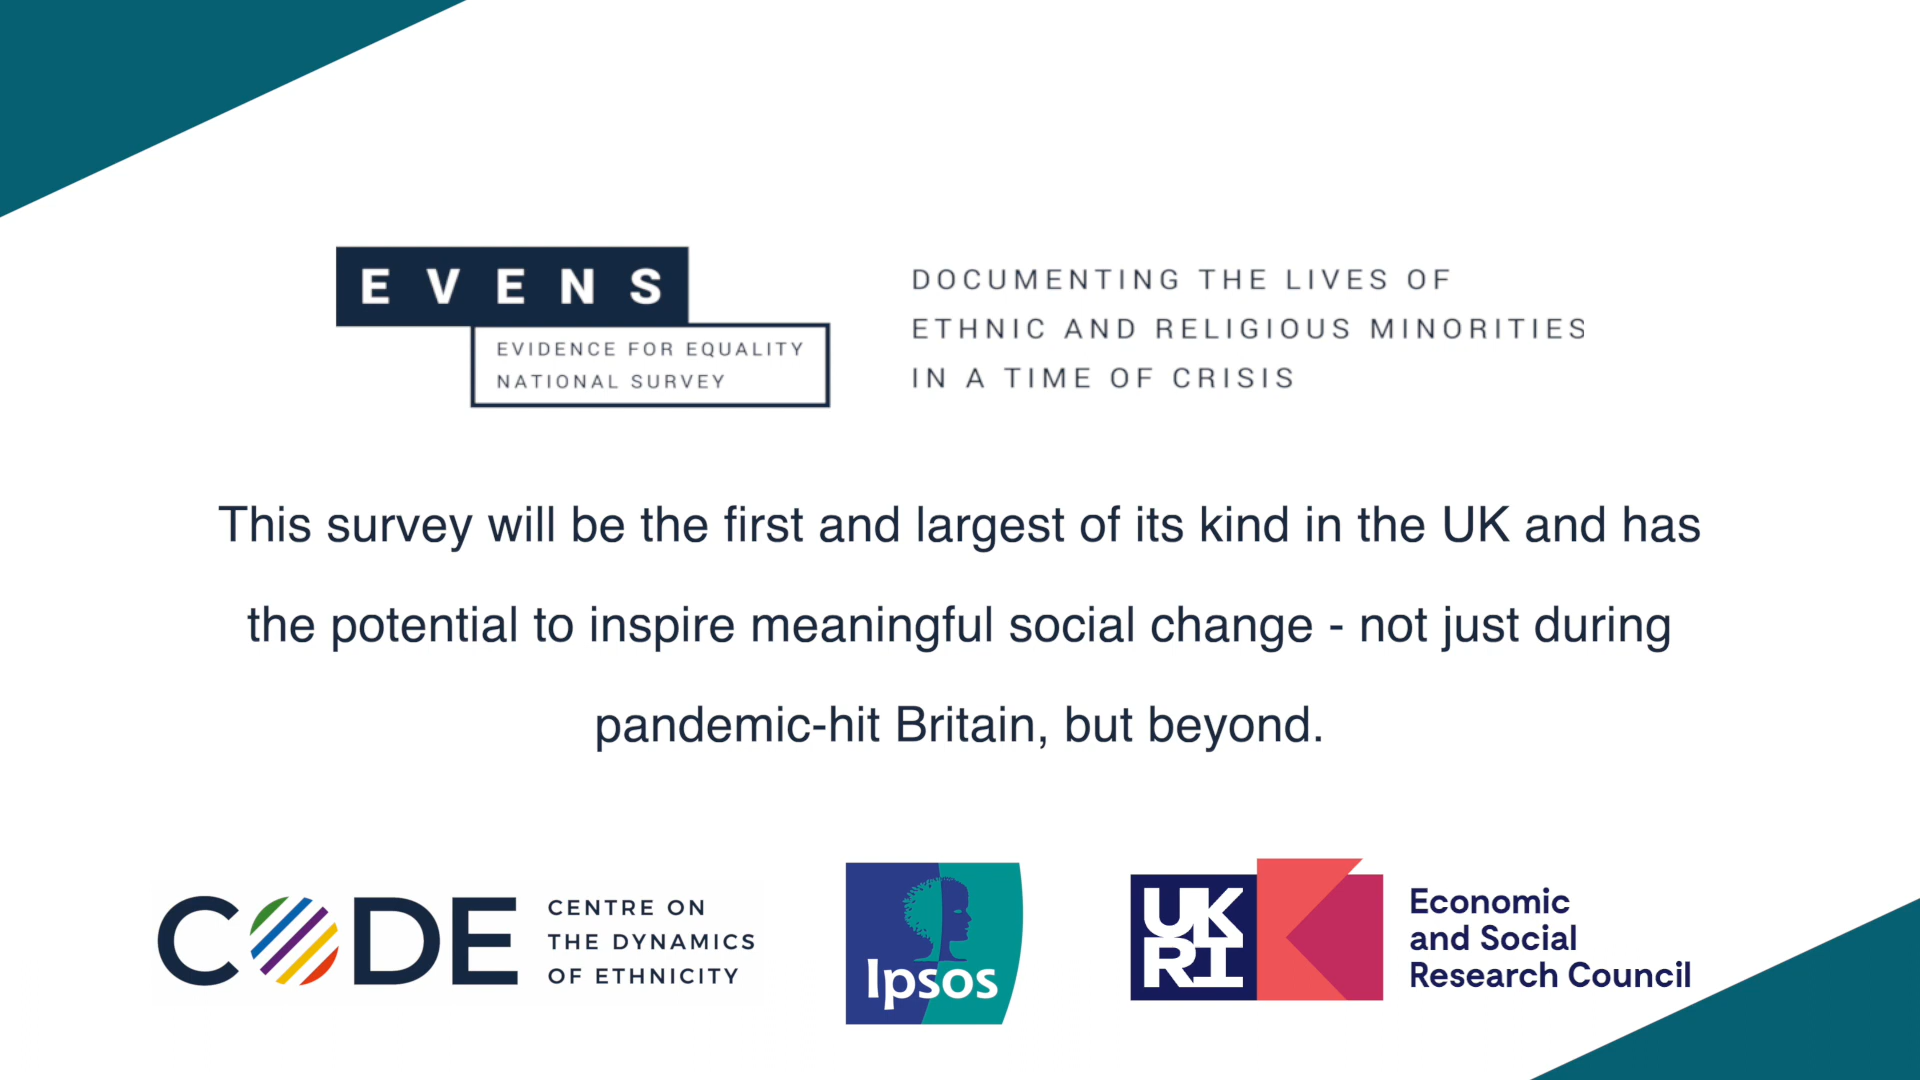 EVENS
EVIDENCE FOR EQUALITY
NATIONAL SURVEY
DOCUMENTING THE LIVES OF
ETHNIC AND RELIGIOUS MINORITIES
IN A TIME OF CRISIS
This survey will be the first and largest of its kind in the UK and has
the potential to inspire meaningful social change - not just during
pandemic-hit Britain, but beyond.
CODE
CENTRE ON
THE DYNAMICS
OF ETHNICITY
Ipsos
UK
RI
Economic
and Social
Research Council